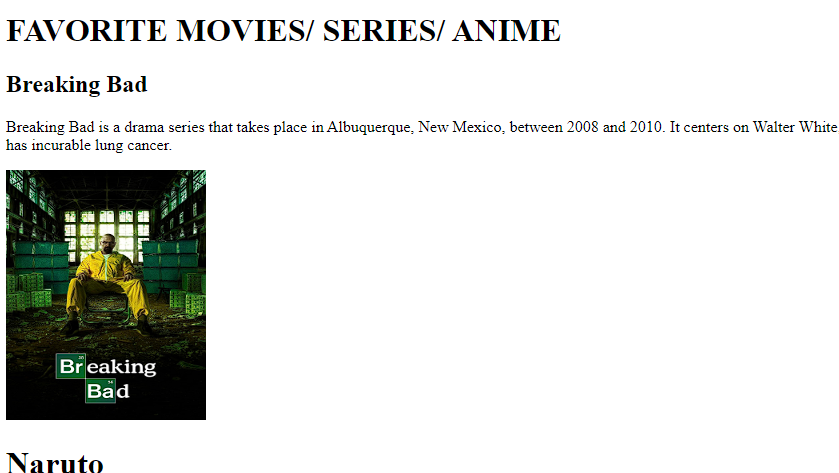 FAVORITE MOVIES/ SERIES/ ANIME
Breaking Bad
Breaking Bad is a drama series that takes place in Albuquerque, New Mexico, between 2008 and 2010. It centers on Walter White
has incurable lung cancer.
Breaking
Bad
Naruto